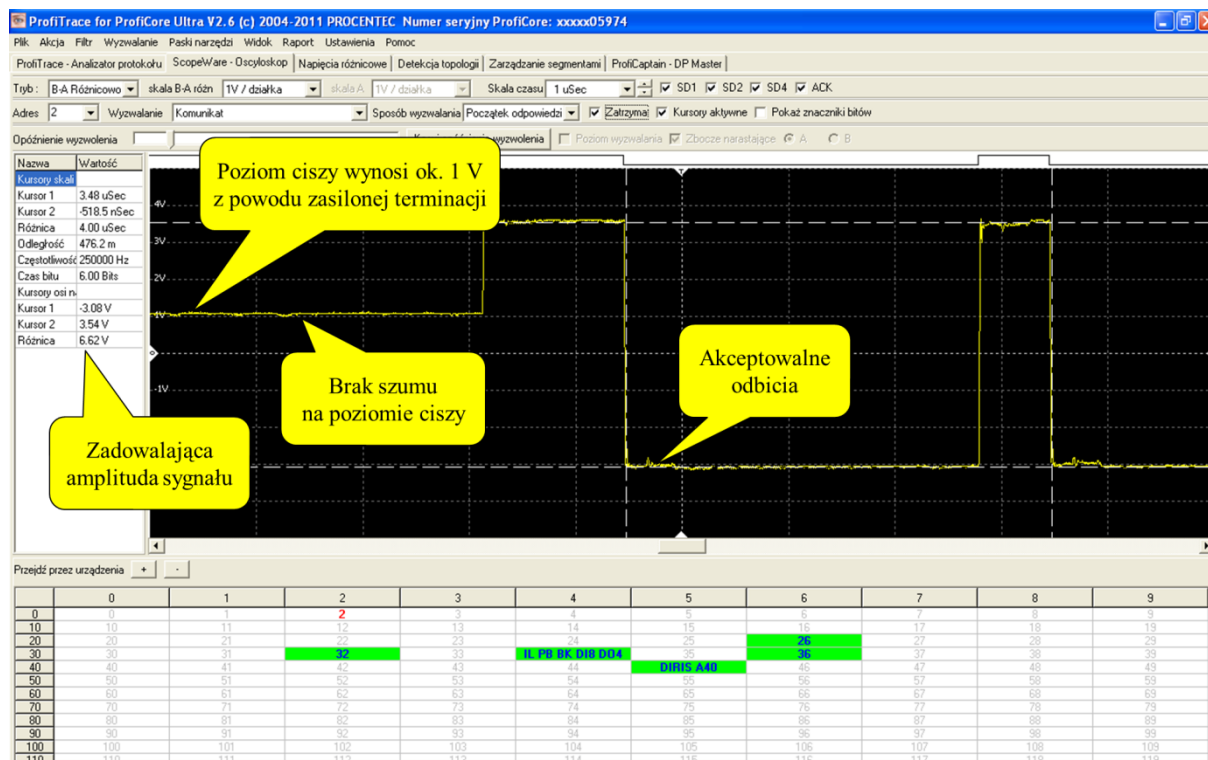 ProfiTrace for ProfiCore Ultra V2.6 (c) 2004-2011 PROCENTEC Numer seryjny ProfiCore: xxxxx05974
Plik Akcja Filtr Wyzwalanie Paski narzędzi Widok Raport Ustawienia Pomoc
ProfiTrace - Analizator protokołu ScopeWare - Oscyloskop Napięcia różnicowe Detekcja topologii Zarządzanie segmentami ProfiCaptain - DP Master
Tryb : B-A Różnicowo skala B-A różn 1V / działka skala A 1V / działka Skala czasu 1 uSec SD1 SD2 SD4 ACK
Adres 2 Wyzwalanie Komunikat Sposób wyzwalania Początek odpowiedzi Zatrzymaj Kursory aktywne Pokaż znaczniki bitów
Opóźnienie wyzwolenia wyzwolenia Poziom wyzwalania Zbocze narastające A B
Nazwa Wartość
Kursory skali
Kursor 1 3.48 uSec
Kursor 2 -518.5 nSec
Różnica 4.00 uSec
Odległość 476.2 m
Częstotliwość 250000 Hz
Czas bitu 6.00 Bits
Kursory osi n
Kursor 1 -3.08 V
Kursor 2 3.54 V
Różnica 6.62 V
Poziom ciszy wynosi ok. 1 V
z powodu zasilonej terminacji
4V
3V
2V
1V
-1V
Brak szumu
na poziomie ciszy
Akceptowalne
odbicia
Zadowalająca
amplituda sygnału
Przejdź przez urządzenia + -
0 1 2 3 4 5 6 7 8 9
0 0 1 2 3 4 5 6 7 8 9
10 10 11 12 13 14 15 16 17 18 19
20 20 21 22 23 24 25 26 27 28 29
30 30 31 32 33 IL PB BK DI8 DO4 35 36 37 38 39
40 40 41 42 43 44 DIRIS A40 46 47 48 49
50 50 51 52 53 54 55 56 57 58 59
60 60 61 62 63 64 65 66 67 68 69
70 70 71 72 73 74 75 76 77 78 79
80 80 81 82 83 84 85 86 87 88 89
90 90 91 92 93 94 95 96 97 98 99
100 100 101 102 103 104 105 106 107 108 109
110 110 111 112 113 114 115 116 117 118 119